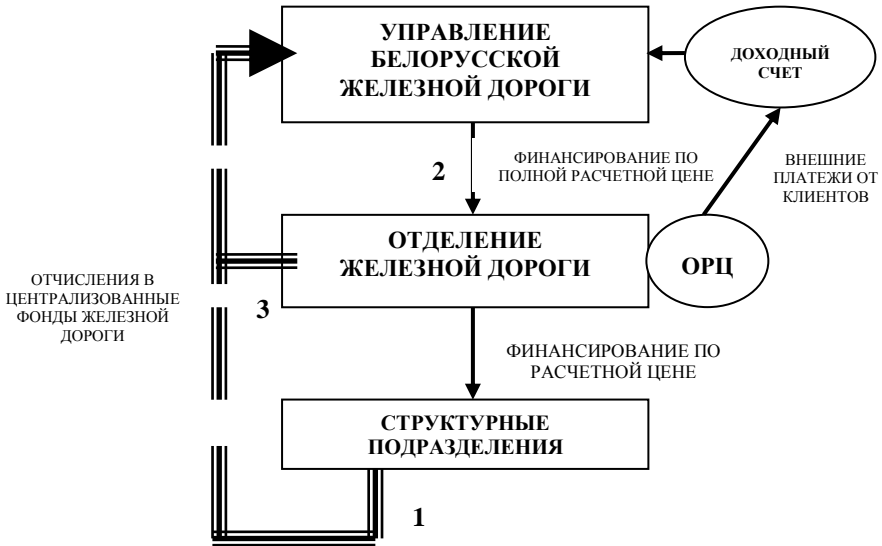 УПРАВЛЕНИЕ
БЕЛОРУССКОЙ
ЖЕЛЕЗНОЙ ДОРОГИ
ДОХОДНЫЙ
СЧЕТ
2
ФИНАНСИРОВАНИЕ ПО
ПОЛНОЙ РАСЧЕТНОЙ ЦЕНЕ
ВНЕШНИЕ
ПЛАТЕЖИ ОТ
КЛИЕНТОВ
ОТДЕЛЕНИЕ
ЖЕЛЕЗНОЙ ДОРОГИ
ОРЦ
ОТЧИСЛЕНИЯ В
ЦЕНТРАЛИЗОВАННЫЕ
ФОНДЫ ЖЕЛЕЗНОЙ
ДОРОГИ
3
ФИНАНСИРОВАНИЕ ПО
РАСЧЕТНОЙ ЦЕНЕ
СТРУКТУРНЫЕ
ПОДРАЗДЕЛЕНИЯ
1